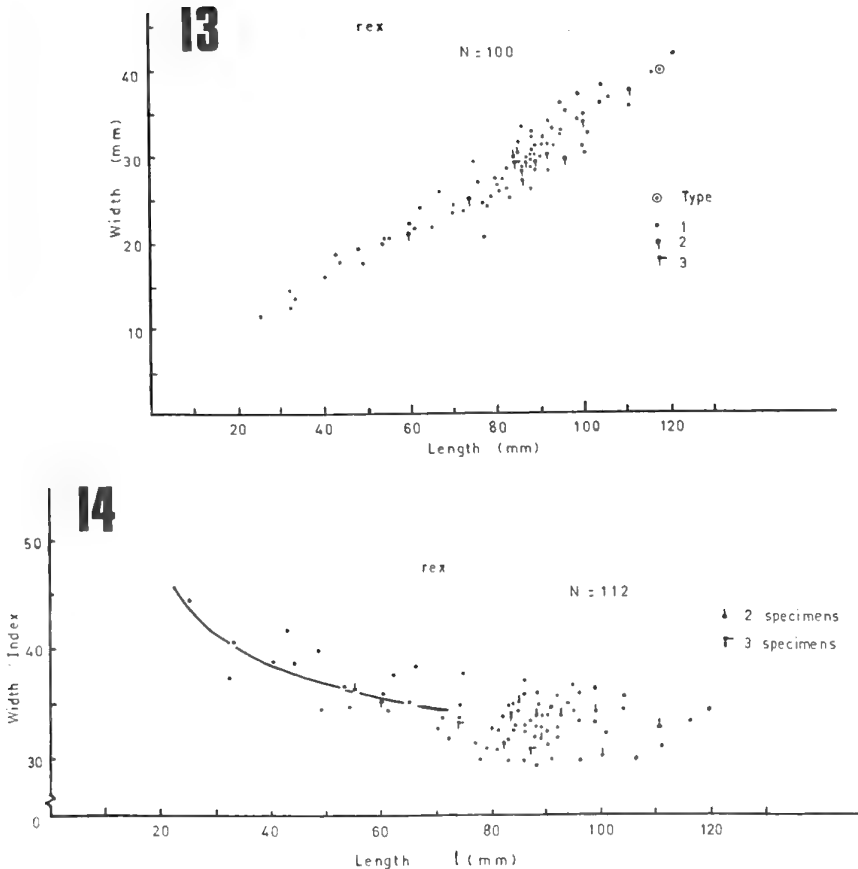 13
rex
N = 100
40
30
20
10
Width (mm)
Type
1
2
3
20
40
60
80
100
120
Length (mm)
14
rex
N = 112
50
40
30
0
Width Index
2 specimens
3 specimens
20
40
60
80
100
120
Length l (mm)